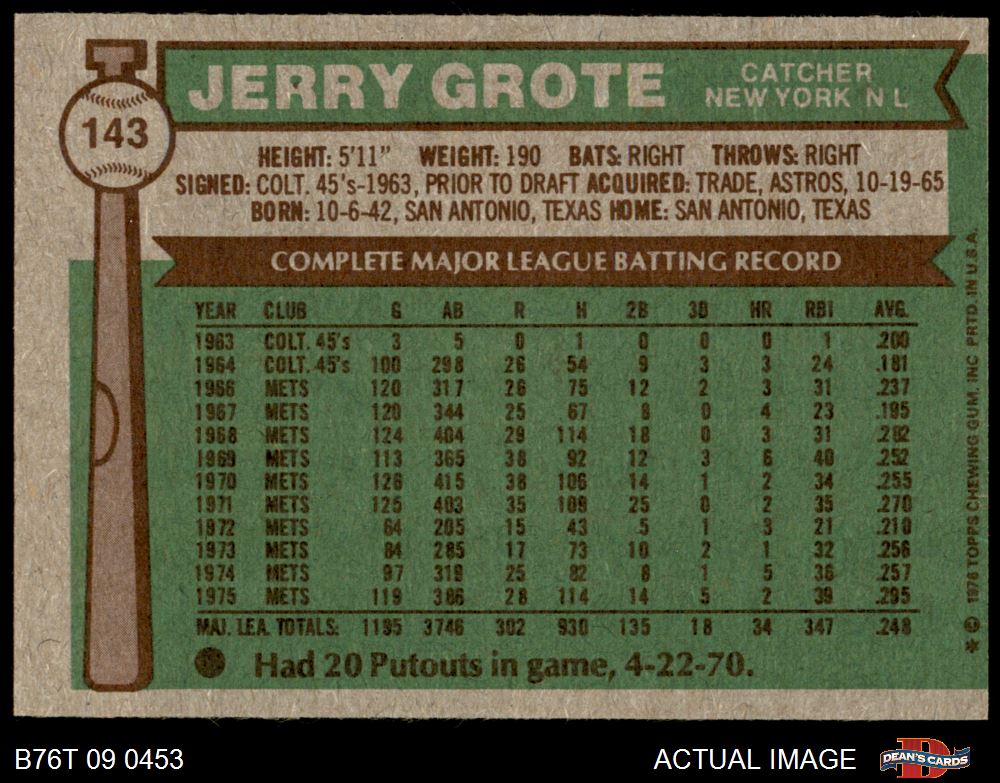 JERRY GROTE
CATCHER
NEW YORK N L
143
HEIGHT: 5'11" WEIGHT: 190 BATS: RIGHT THROWS: RIGHT
SIGNED: COLT. 45's-1963, PRIOR TO DRAFT ACQUIRED: TRADE, ASTROS, 10-19-65
BORN: 10-6-42, SAN ANTONIO, TEXAS HOME: SAN ANTONIO, TEXAS
COMPLETE MAJOR LEAGUE BATTING RECORD
YEAR CLUB G AB R H 2B 3B HR RBI AVG.
1963 COLT. 45's 3 5 0 1 0 0 0 1 .200
1964 COLT. 45's 100 298 26 54 9 3 3 24 .181
1966 METS 120 317 26 75 12 2 3 31 .237
1967 METS 120 344 25 67 8 0 4 23 .195
1968 METS 124 404 29 114 18 0 3 31 .282
1969 METS 113 365 38 92 12 3 6 40 .252
1970 METS 126 415 38 106 14 1 2 34 .255
1971 METS 125 403 35 109 25 0 2 35 .270
1972 METS 64 205 15 43 5 1 3 21 .210
1973 METS 84 285 17 73 10 2 1 32 .256
1974 METS 97 319 25 82 8 1 5 36 .257
1975 METS 119 386 28 114 14 5 2 39 .295
MAJ. LEA. TOTALS: 1195 3746 302 930 135 18 34 347 .248
Had 20 Putouts in game, 4-22-70.
* © 1976 TOPPS CHEWING GUM, INC. PRTD. IN U.S.A.
B76T 09 0453
ACTUAL IMAGE
DEAN'S CARDS